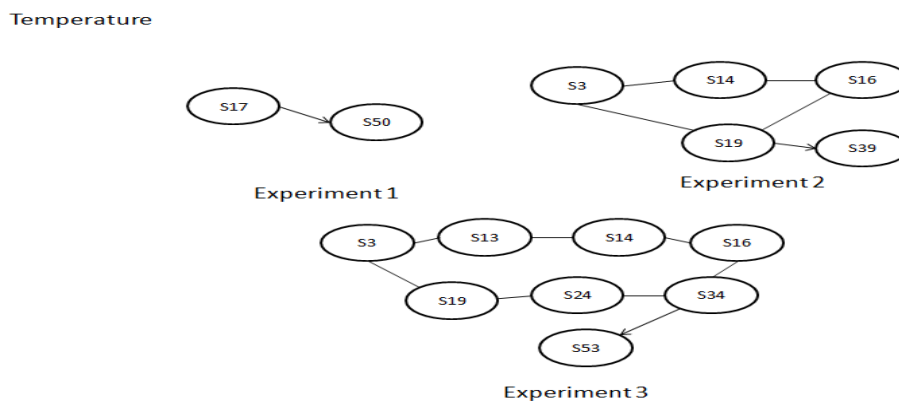 Temperature
S17
S50
Experiment 1
S3
S14
S16
S19
S39
Experiment 2
S3
S13
S14
S16
S19
S24
S34
S53
Experiment 3